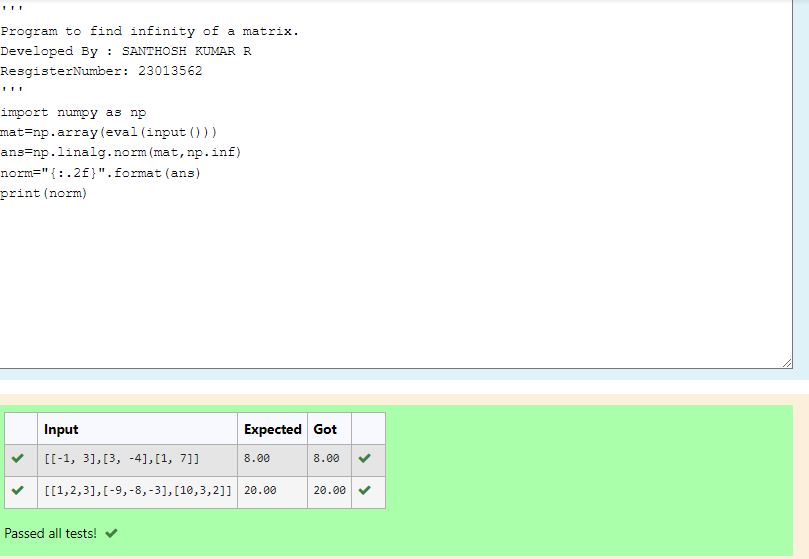 '''
Program to find infinity of a matrix.
Developed By : SANTHOSH KUMAR R
ResgisterNumber: 23013562
'''
import numpy as np
mat=np.array(eval(input()))
ans=np.linalg.norm(mat,np.inf)
norm="{:.2f}".format(ans)
print(norm)
Input Expected Got
[[-1, 3],[3, -4],[1, 7]] 8.00 8.00
[[1,2,3],[-9,-8,-3],[10,3,2]] 20.00 20.00
Passed all tests!